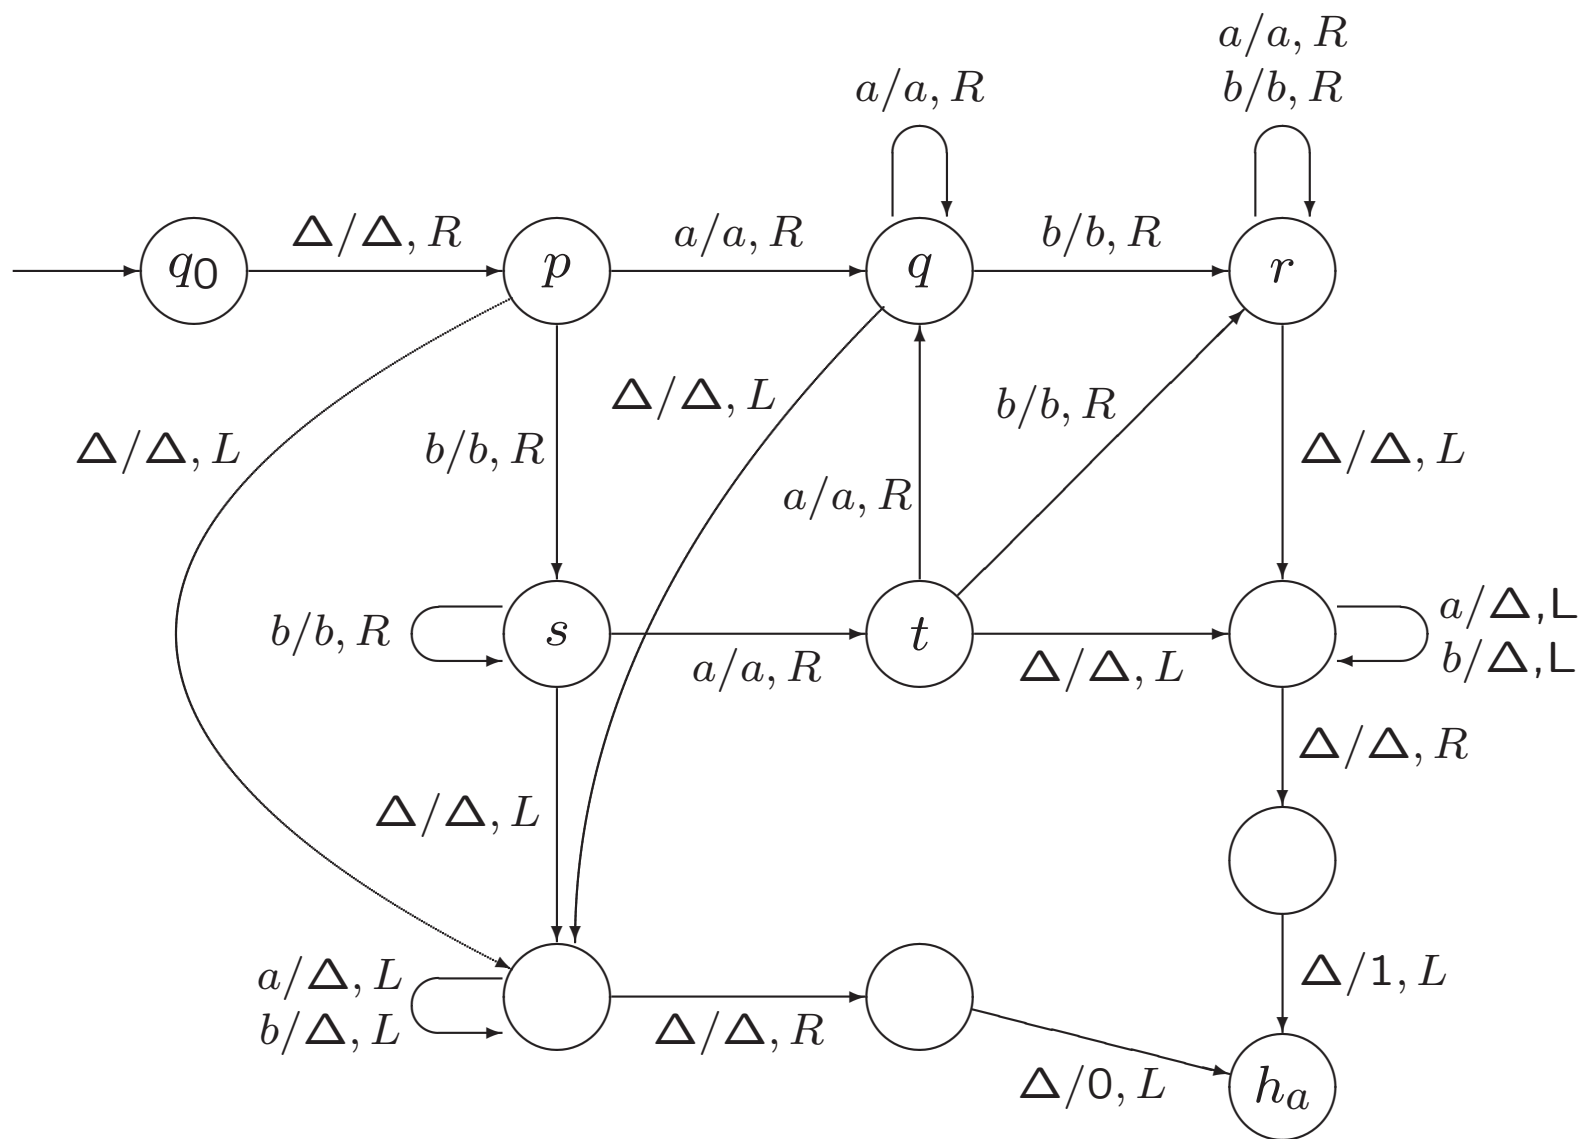 a/a, R
a/a, R
b/b, R
q0
Δ/Δ, R
p
a/a, R
q
b/b, R
r
Δ/Δ, L
b/b, R
Δ/Δ, L
b/b, R
Δ/Δ, L
a/a, R
b/b, R
s
a/a, R
t
Δ/Δ, L
a/Δ,L
b/Δ,L
Δ/Δ, R
Δ/Δ, L
a/Δ, L
b/Δ, L
Δ/Δ, R
Δ/1, L
Δ/0, L
ha